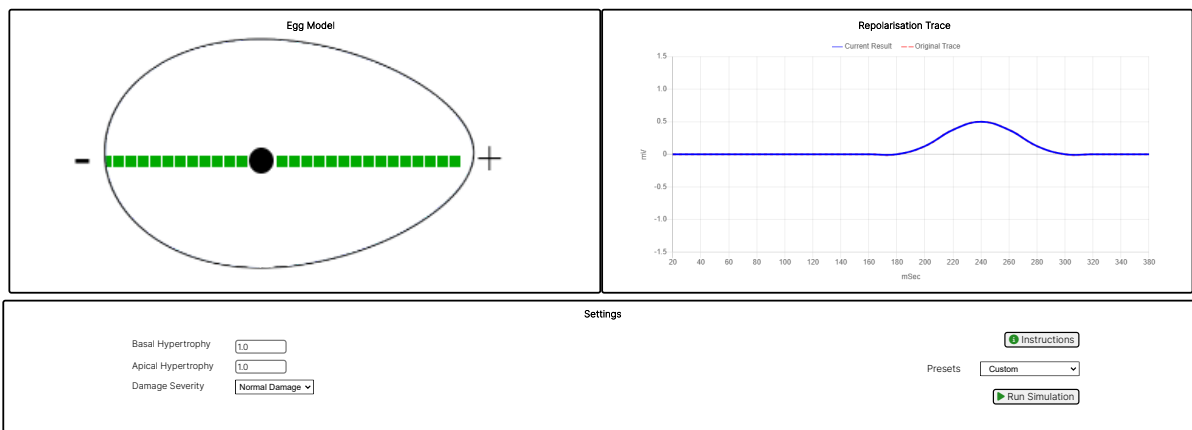 Egg Model
-
+
Repolarisation Trace
Current Result Original Trace
1.5
1.0
0.5
0
-0.5
-1.0
-1.5
mV
20 40 60 80 100 120 140 160 180 200 220 240 260 280 300 320 340 360 380
mSec
Settings
Basal Hypertrophy 1.0
Apical Hypertrophy 1.0
Damage Severity Normal Damage
Instructions
Presets Custom
Run Simulation